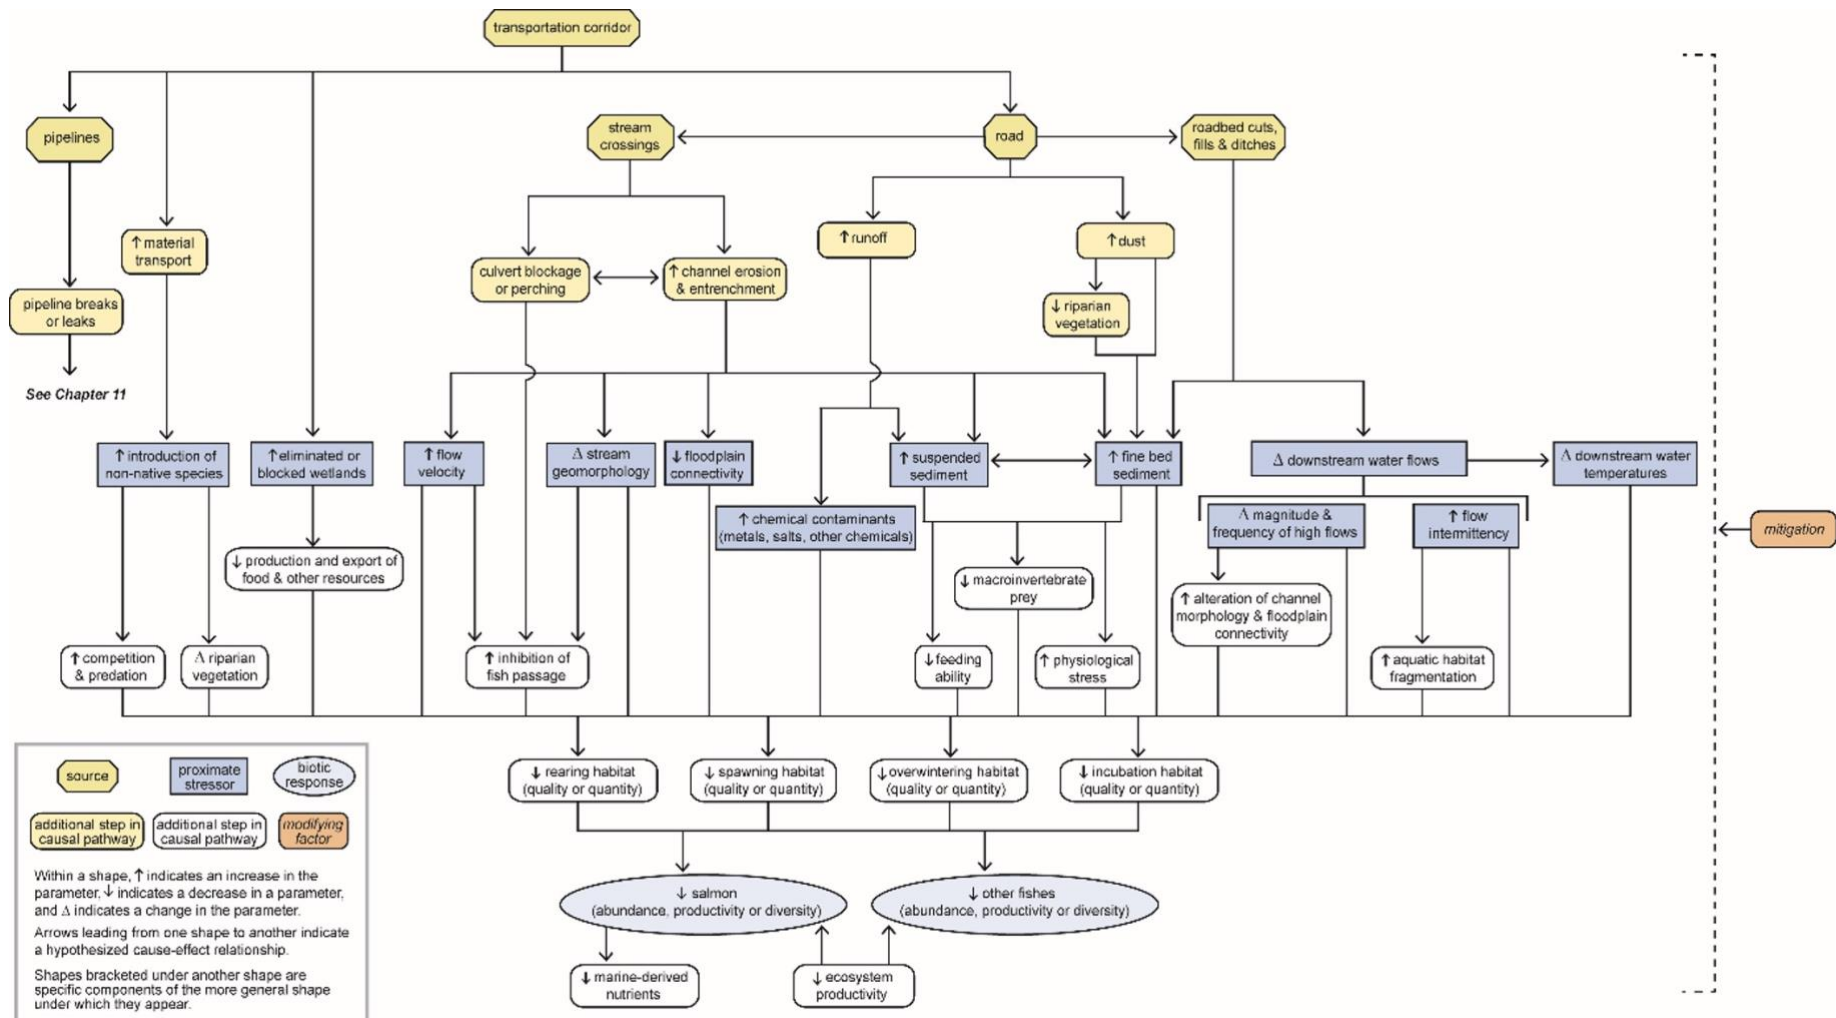 transportation corridor
pipelines
stream
crossings
road
roadbed cuts,
fills & ditches
↑ material
transport
culvert blockage
or perching
↑ channel erosion
& entrenchment
↑ runoff
↑ dust
↓ riparian
vegetation
pipeline breaks
or leaks
See Chapter 11
↑ introduction of
non-native species
↑ eliminated or
blocked wetlands
↑ flow
velocity
Δ stream
geomorphology
↓ floodplain
connectivity
↑ suspended
sediment
↑ fine bed
sediment
Δ downstream water flows
Δ downstream water
temperatures
↑ chemical contaminants
(metals, salts, other chemicals)
Δ magnitude &
frequency of high flows
↑ flow
intermittency
mitigation
↓ production and export of
food & other resources
↓ macroinvertebrate
prey
↑ alteration of channel
morphology & floodplain
connectivity
↑ competition
& predation
Δ riparian
vegetation
↑ inhibition of
fish passage
↓ feeding
ability
↑ physiological
stress
↑ aquatic habitat
fragmentation
↓ rearing habitat
(quality or quantity)
↓ spawning habitat
(quality or quantity)
↓ overwintering habitat
(quality or quantity)
↓ incubation habitat
(quality or quantity)
↓ salmon
(abundance, productivity or diversity)
↓ other fishes
(abundance, productivity or diversity)
↓ marine-derived
nutrients
↓ ecosystem
productivity
source
proximate
stressor
biotic
response
additional step in
causal pathway
additional step in
causal pathway
modifying
factor
Within a shape, ↑ indicates an increase in the
parameter, ↓ indicates a decrease in a parameter,
and Δ indicates a change in the parameter.
Arrows leading from one shape to another indicate
a hypothesized cause-effect relationship.
Shapes bracketed under another shape are
specific components of the more general shape
under which they appear.